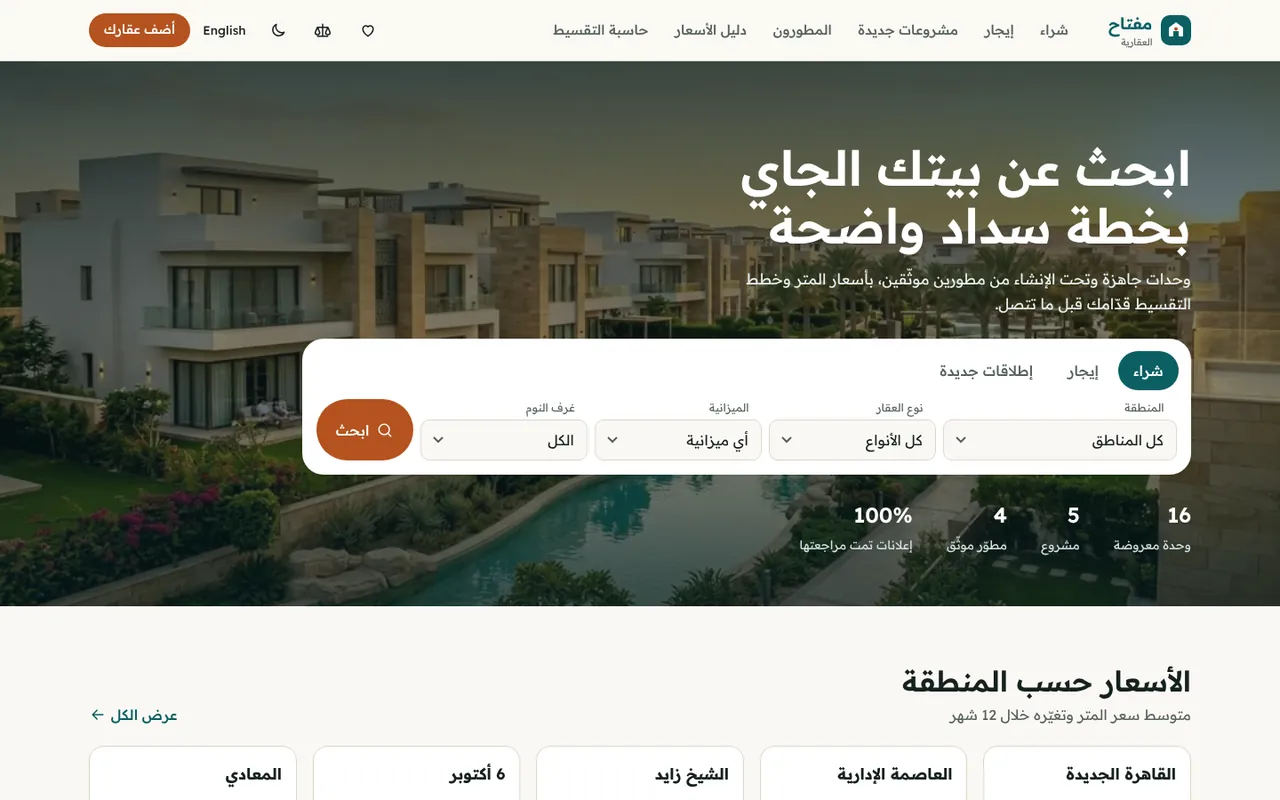 مفتاح
العقارية
شراء
إيجار
مشروعات جديدة
المطورون
دليل الأسعار
حاسبة التقسيط
English
أضف عقارك
ابحث عن بيتك الجاي
بخطة سداد واضحة
وحدات جاهزة وتحت الإنشاء من مطورين موثّقين، بأسعار المتر وخطط
التقسيط قدّامك قبل ما تتصل.
شراء
إيجار
إطلاقات جديدة
المنطقة
كل المناطق
نوع العقار
كل الأنواع
الميزانية
أي ميزانية
غرف النوم
الكل
ابحث
16
وحدة معروضة
5
مشروع
4
مطوّر موثّق
100%
إعلانات تمت مراجعتها
الأسعار حسب المنطقة
متوسط سعر المتر وتغيّره خلال 12 شهر
عرض الكل ←
القاهرة الجديدة
العاصمة الإدارية
الشيخ زايد
6 أكتوبر
المعادي